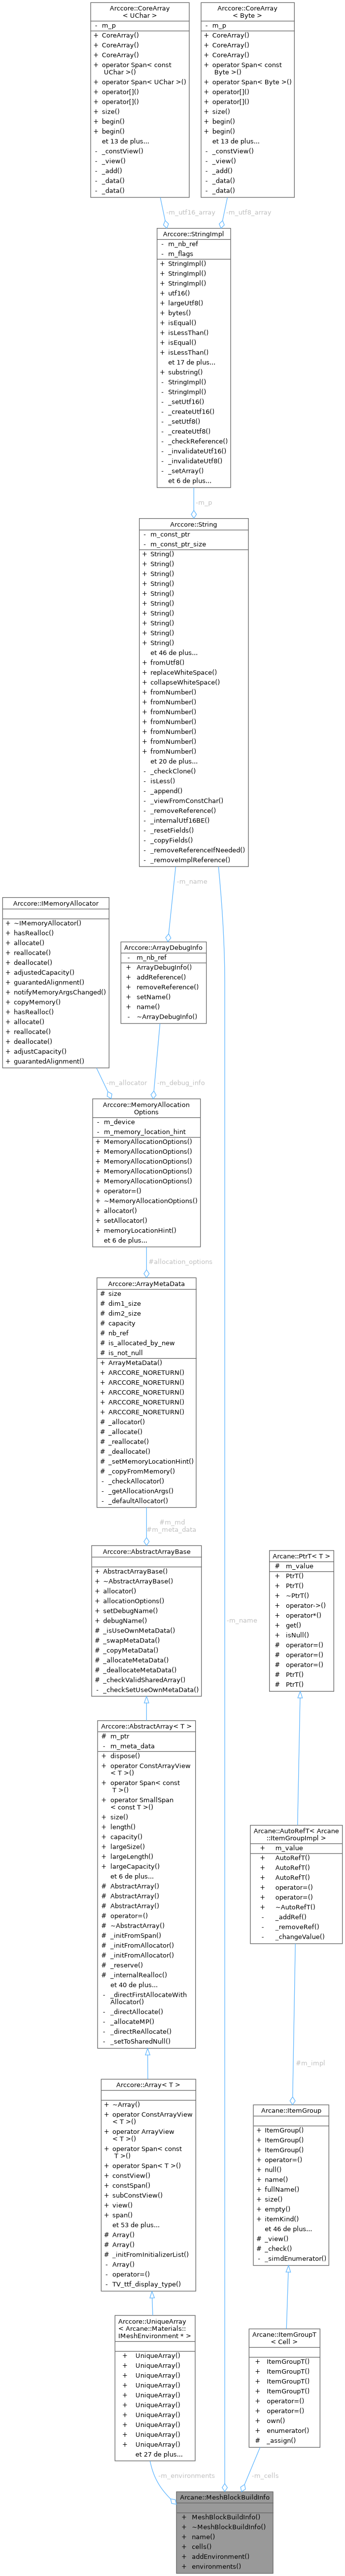 Arccore::CoreArray
< UChar >
- m_p
+ CoreArray()
+ CoreArray()
+ CoreArray()
+ operator Span< const
UChar >()
+ operator Span< UChar >()
+ operator[]()
+ operator[]()
+ size()
+ begin()
+ begin()
et 13 de plus...
- _constView()
- _view()
- _add()
- _data()
- _data()
Arccore::CoreArray
< Byte >
- m_p
+ CoreArray()
+ CoreArray()
+ CoreArray()
+ operator Span< const
Byte >()
+ operator Span< Byte >()
+ operator[]()
+ operator[]()
+ size()
+ begin()
+ begin()
et 13 de plus...
- _constView()
- _view()
- _add()
- _data()
- _data()
-m_utf16_array
-m_utf8_array
Arccore::StringImpl
- m_nb_ref
- m_flags
+ StringImpl()
+ StringImpl()
+ StringImpl()
+ utf16()
+ largeUtf8()
+ bytes()
+ isEqual()
+ isLessThan()
+ isEqual()
+ isLessThan()
et 17 de plus...
+ substring()
- StringImpl()
- StringImpl()
- _setUtf16()
- _createUtf16()
- _setUtf8()
- _createUtf8()
- _checkReference()
- _invalidateUtf16()
- _invalidateUtf8()
- _setArray()
et 6 de plus...
-m_p
Arccore::String
- m_const_ptr
- m_const_ptr_size
+ String()
+ String()
+ String()
+ String()
+ String()
+ String()
+ String()
+ String()
+ String()
+ String()
et 46 de plus...
+ fromUtf8()
+ replaceWhiteSpace()
+ collapseWhiteSpace()
+ fromNumber()
+ fromNumber()
+ fromNumber()
+ fromNumber()
+ fromNumber()
+ fromNumber()
+ fromNumber()
et 20 de plus...
- _checkClone()
- isLess()
- _append()
- _viewFromConstChar()
- _removeReference()
- _internalUtf16BE()
- _resetFields()
- _copyFields()
- _removeReferenceIfNeeded()
- _removeImplReference()
-m_name
Arccore::IMemoryAllocator
+ ~IMemoryAllocator()
+ hasRealloc()
+ allocate()
+ reallocate()
+ deallocate()
+ adjustedCapacity()
+ guarantedAlignment()
+ notifyMemoryArgsChanged()
+ copyMemory()
+ hasRealloc()
+ allocate()
+ reallocate()
+ deallocate()
+ adjustCapacity()
+ guarantedAlignment()
Arccore::ArrayDebugInfo
- m_nb_ref
+ ArrayDebugInfo()
+ addReference()
+ removeReference()
+ setName()
+ name()
- ~ArrayDebugInfo()
-m_allocator
-m_debug_info
Arccore::MemoryAllocation
Options
- m_device
- m_memory_location_hint
+ MemoryAllocationOptions()
+ MemoryAllocationOptions()
+ MemoryAllocationOptions()
+ MemoryAllocationOptions()
+ MemoryAllocationOptions()
+ operator=()
+ ~MemoryAllocationOptions()
+ allocator()
+ setAllocator()
+ memoryLocationHint()
et 6 de plus...
#allocation_options
Arccore::ArrayMetaData
# size
# dim1_size
# dim2_size
# capacity
# nb_ref
# is_allocated_by_new
# is_not_null
+ ArrayMetaData()
+ ARCCORE_NORETURN()
+ ARCCORE_NORETURN()
+ ARCCORE_NORETURN()
+ ARCCORE_NORETURN()
+ ARCCORE_NORETURN()
# _allocator()
# _allocate()
# _reallocate()
# _deallocate()
# _setMemoryLocationHint()
# _copyFromMemory()
- _checkAllocator()
- _getAllocationArgs()
- _defaultAllocator()
#m_md
#m_meta_data
Arccore::AbstractArrayBase
+ AbstractArrayBase()
+ ~AbstractArrayBase()
+ allocator()
+ allocationOptions()
+ setDebugName()
+ debugName()
# _isUseOwnMetaData()
# _swapMetaData()
# _copyMetaData()
# _allocateMetaData()
# _deallocateMetaData()
# _checkValidSharedArray()
- _checkSetUseOwnMetaData()
Arcane::PtrT< T >
# m_value
+ PtrT()
+ PtrT()
+ ~PtrT()
+ operator->()
+ operator*()
+ get()
+ isNull()
# operator=()
# operator=()
# operator=()
# PtrT()
# PtrT()
-m_name
Arccore::AbstractArray< T >
# m_ptr
- m_meta_data
+ dispose()
+ operator ConstArrayView
< T >()
+ operator Span< const
T >()
+ operator SmallSpan
< const T >()
+ size()
+ length()
+ capacity()
+ largeSize()
+ largeLength()
+ largeCapacity()
et 6 de plus...
# AbstractArray()
# AbstractArray()
# AbstractArray()
# operator=()
# ~AbstractArray()
# _initFromSpan()
# _initFromAllocator()
# _initFromAllocator()
# _reserve()
# _internalRealloc()
et 40 de plus...
- _directFirstAllocateWith
Allocator()
- _directAllocate()
- _allocateMP()
- _directReAllocate()
- _setToSharedNull()
Arcane::AutoRefT< Arcane
::ItemGroupImpl >
+ m_value
+ AutoRefT()
+ AutoRefT()
+ AutoRefT()
+ operator=()
+ operator=()
+ ~AutoRefT()
- _addRef()
- _removeRef()
- _changeValue()
#m_impl
Arccore::Array< T >
+ ~Array()
+ operator ConstArrayView
< T >()
+ operator ArrayView
< T >()
+ operator Span< const
T >()
+ operator Span< T >()
+ constView()
+ constSpan()
+ subConstView()
+ view()
+ span()
et 53 de plus...
# Array()
# Array()
# _initFromInitializerList()
- Array()
- operator=()
- TV_ttf_display_type()
Arcane::ItemGroup
+ ItemGroup()
+ ItemGroup()
+ ItemGroup()
+ operator=()
+ null()
+ name()
+ fullName()
+ size()
+ empty()
+ itemKind()
et 46 de plus...
# _view()
# _check()
- _simdEnumerator()
Arccore::UniqueArray
< Arcane::Materials::
IMeshEnvironment * >
+ UniqueArray()
+ UniqueArray()
+ UniqueArray()
+ UniqueArray()
+ UniqueArray()
+ UniqueArray()
+ UniqueArray()
+ UniqueArray()
+ UniqueArray()
+ UniqueArray()
et 27 de plus...
Arcane::ItemGroupT
< Cell >
+ ItemGroupT()
+ ItemGroupT()
+ ItemGroupT()
+ ItemGroupT()
+ operator=()
+ operator=()
+ own()
+ enumerator()
# _assign()
-m_environments
-m_cells
Arcane::MeshBlockBuildInfo
+ MeshBlockBuildInfo()
+ ~MeshBlockBuildInfo()
+ name()
+ cells()
+ addEnvironment()
+ environments()